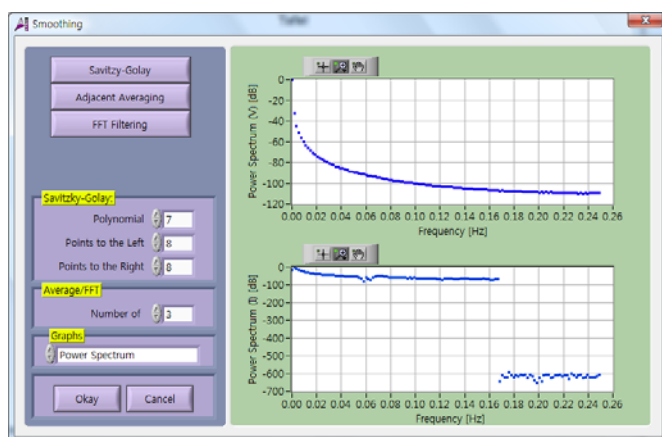 Smoothing
Tafel
Savitzy-Golay
Adjacent Averaging
FFT Filtering
Savitzky-Golay:
Polynomial 7
Points to the Left 8
Points to the Right 8
Average/FFT
Number of 3
Graphs
Power Spectrum
Okay Cancel
Power Spectrum (V) [dB]
0
-20
-40
-60
-80
-100
-120
0.00 0.02 0.04 0.06 0.08 0.10 0.12 0.14 0.16 0.18 0.20 0.22 0.24 0.26
Frequency [Hz]
Power Spectrum (I) [dB]
0
-100
-200
-300
-400
-500
-600
-700
0.00 0.02 0.04 0.06 0.08 0.10 0.12 0.14 0.16 0.18 0.20 0.22 0.24 0.26
Frequency [Hz]